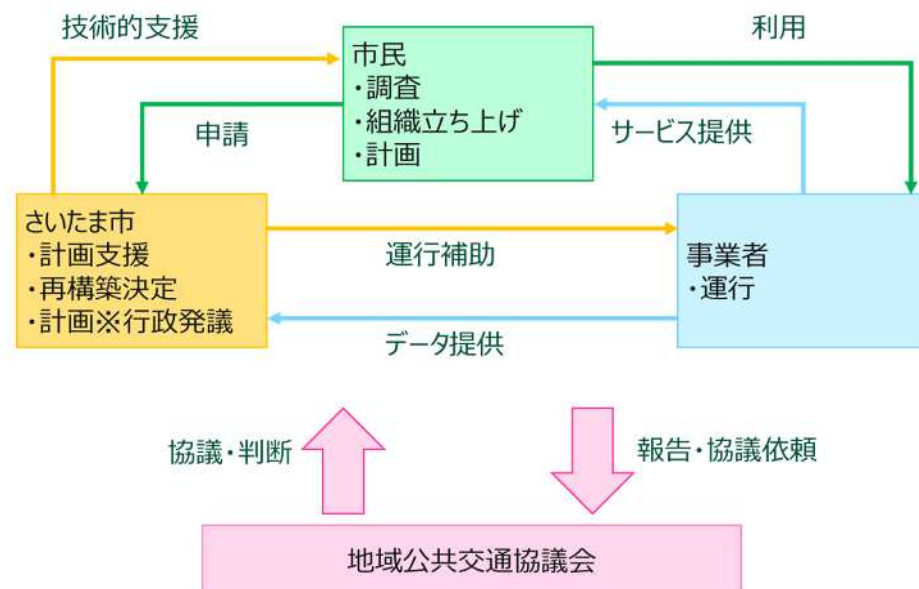 技術的支援
利用
市民
・調査
・組織立ち上げ
・計画
申請
サービス提供
さいたま市
・計画支援
・再構築決定
・計画※行政発議
運行補助
事業者
・運行
データ提供
協議・判断
報告・協議依頼
地域公共交通協議会